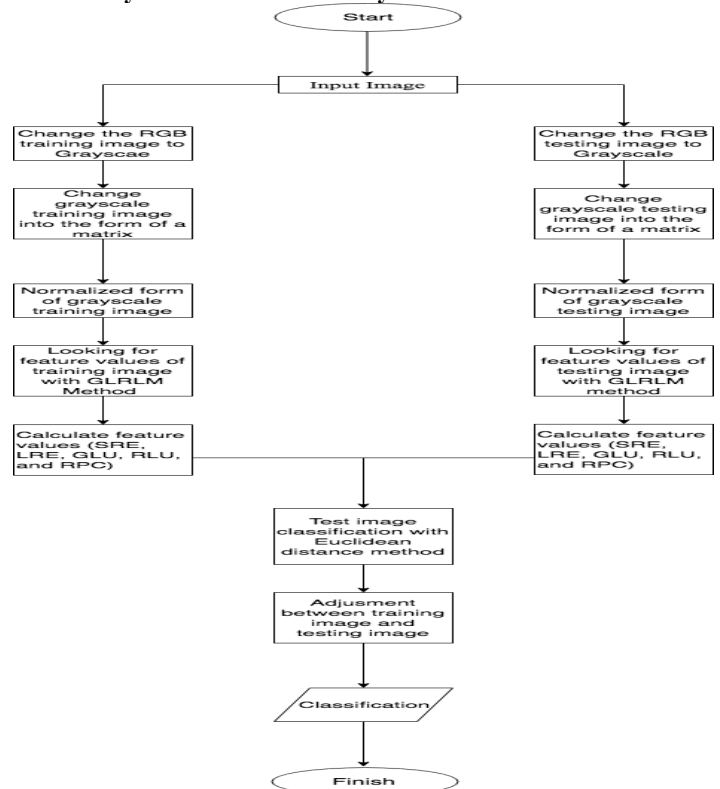 Start
Input Image
Change the RGB
training image to
Grayscae
Change
grayscale
training image
into the form of a
matrix
Normalized form
of grayscale
training image
Looking for
feature values of
training image
with GLRLM
Method
Calculate feature
values (SRE,
LRE, GLU, RLU,
and RPC)
Change the RGB
testing image to
Grayscale
Change
grayscale testing
image into the
form of a matrix
Normalized form
of grayscale
testing image
Looking for
feature values of
testing image
with GLRLM
method
Calculate feature
values (SRE,
LRE, GLU, RLU,
and RPC)
Test image
classification with
Euclidean
distance method
Adjusment
between training
image and
testing image
Classification
Finish